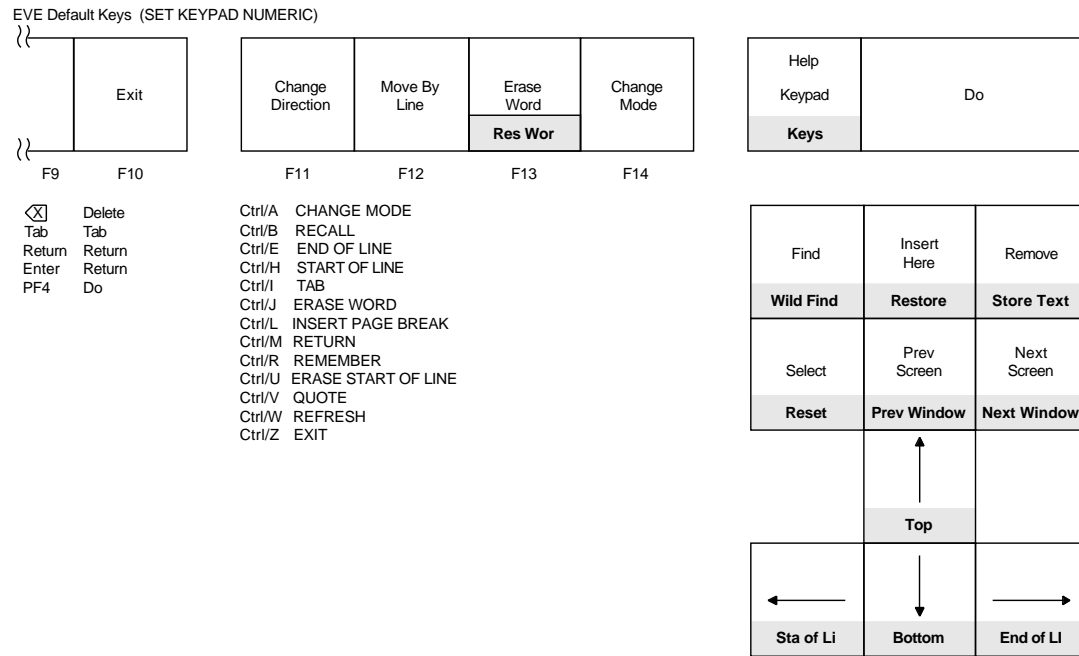 EVE Default Keys (SET KEYPAD NUMERIC)
Exit
Change
Direction
Move By
Line
Erase
Word
Res Wor
Change
Mode
Help
Keypad
Keys
Do
F9 F10 F11 F12 F13 F14
X Delete
Tab Tab
Return Return
Enter Return
PF4 Do
Ctrl/A CHANGE MODE
Ctrl/B RECALL
Ctrl/E END OF LINE
Ctrl/H START OF LINE
Ctrl/I TAB
Ctrl/J ERASE WORD
Ctrl/L INSERT PAGE BREAK
Ctrl/M RETURN
Ctrl/R REMEMBER
Ctrl/U ERASE START OF LINE
Ctrl/V QUOTE
Ctrl/W REFRESH
Ctrl/Z EXIT
Find
Wild Find
Insert
Here
Restore
Remove
Store Text
Select
Reset
Prev
Screen
Prev Window
Next
Screen
Next Window
Top
Sta of Li
Bottom
End of LI